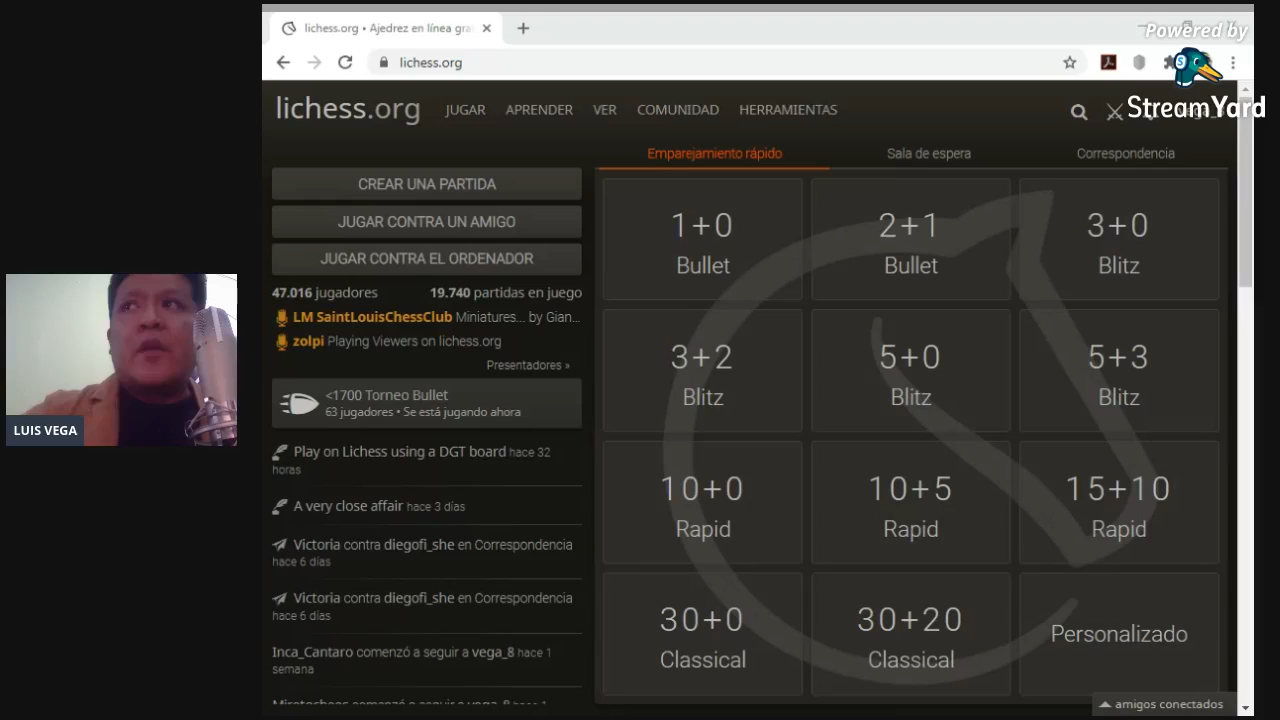 lichess.org • Ajedrez en línea gra
Powered by
lichess.org
StreamYard
lichess.org JUGAR APRENDER VER COMUNIDAD HERRAMIENTAS
Emparejamiento rápido Sala de espera Correspondencia
CREAR UNA PARTIDA
JUGAR CONTRA UN AMIGO
JUGAR CONTRA EL ORDENADOR
47.016 jugadores 19.740 partidas en juego
LM SaintLouisChessClub Miniatures... by Gian...
zolpi Playing Viewers on lichess.org
Presentadores »
<1700 Torneo Bullet
63 jugadores • Se está jugando ahora
Play on Lichess using a DGT board hace 32
horas
A very close affair hace 3 días
Victoria contra diegofi_she en Correspondencia
hace 6 días
Victoria contra diegofi_she en Correspondencia
hace 6 días
Inca_Cantaro comenzó a seguir a vega_8 hace 1
semana
1+0
Bullet
2+1
Bullet
3+0
Blitz
3+2
Blitz
5+0
Blitz
5+3
Blitz
10+0
Rapid
10+5
Rapid
15+10
Rapid
30+0
Classical
30+20
Classical
Personalizado
amigos conectados
LUIS VEGA